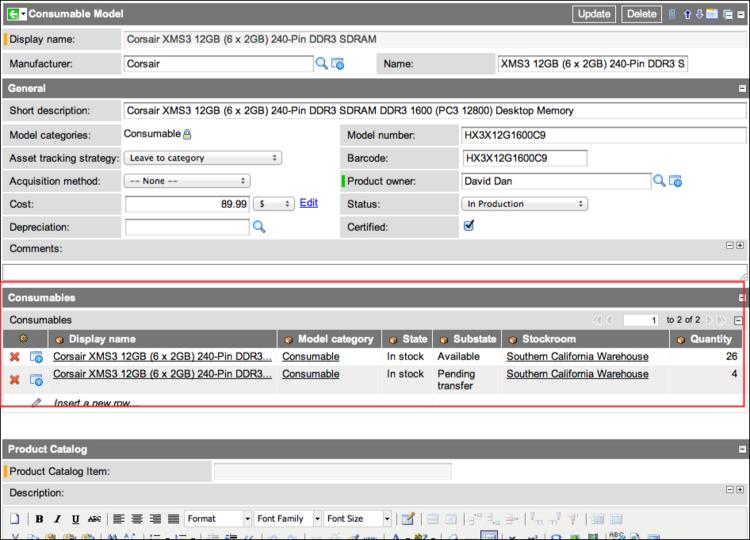 Consumable Model
Update Delete
Display name: Corsair XMS3 12GB (6 x 2GB) 240-Pin DDR3 SDRAM
Manufacturer: Corsair Name: XMS3 12GB (6 x 2GB) 240-Pin DDR3 S
General
Short description: Corsair XMS3 12GB (6 x 2GB) 240-Pin DDR3 SDRAM DDR3 1600 (PC3 12800) Desktop Memory
Model categories: Consumable Model number: HX3X12G1600C9
Asset tracking strategy: Leave to category Barcode: HX3X12G1600C9
Acquisition method: -- None -- Product owner: David Dan
Cost: 89.99 $ Edit Status: In Production
Depreciation: Certified:
Comments:
Consumables
Consumables 1 to 2 of 2
Display name Model category State Substate Stockroom Quantity
Corsair XMS3 12GB (6 x 2GB) 240-Pin DDR3... Consumable In stock Available Southern California Warehouse 26
Corsair XMS3 12GB (6 x 2GB) 240-Pin DDR3... Consumable In stock Pending transfer Southern California Warehouse 4
Insert a new row...
Product Catalog
Product Catalog Item:
Description:
B I U ABC Format Font Family Font Size